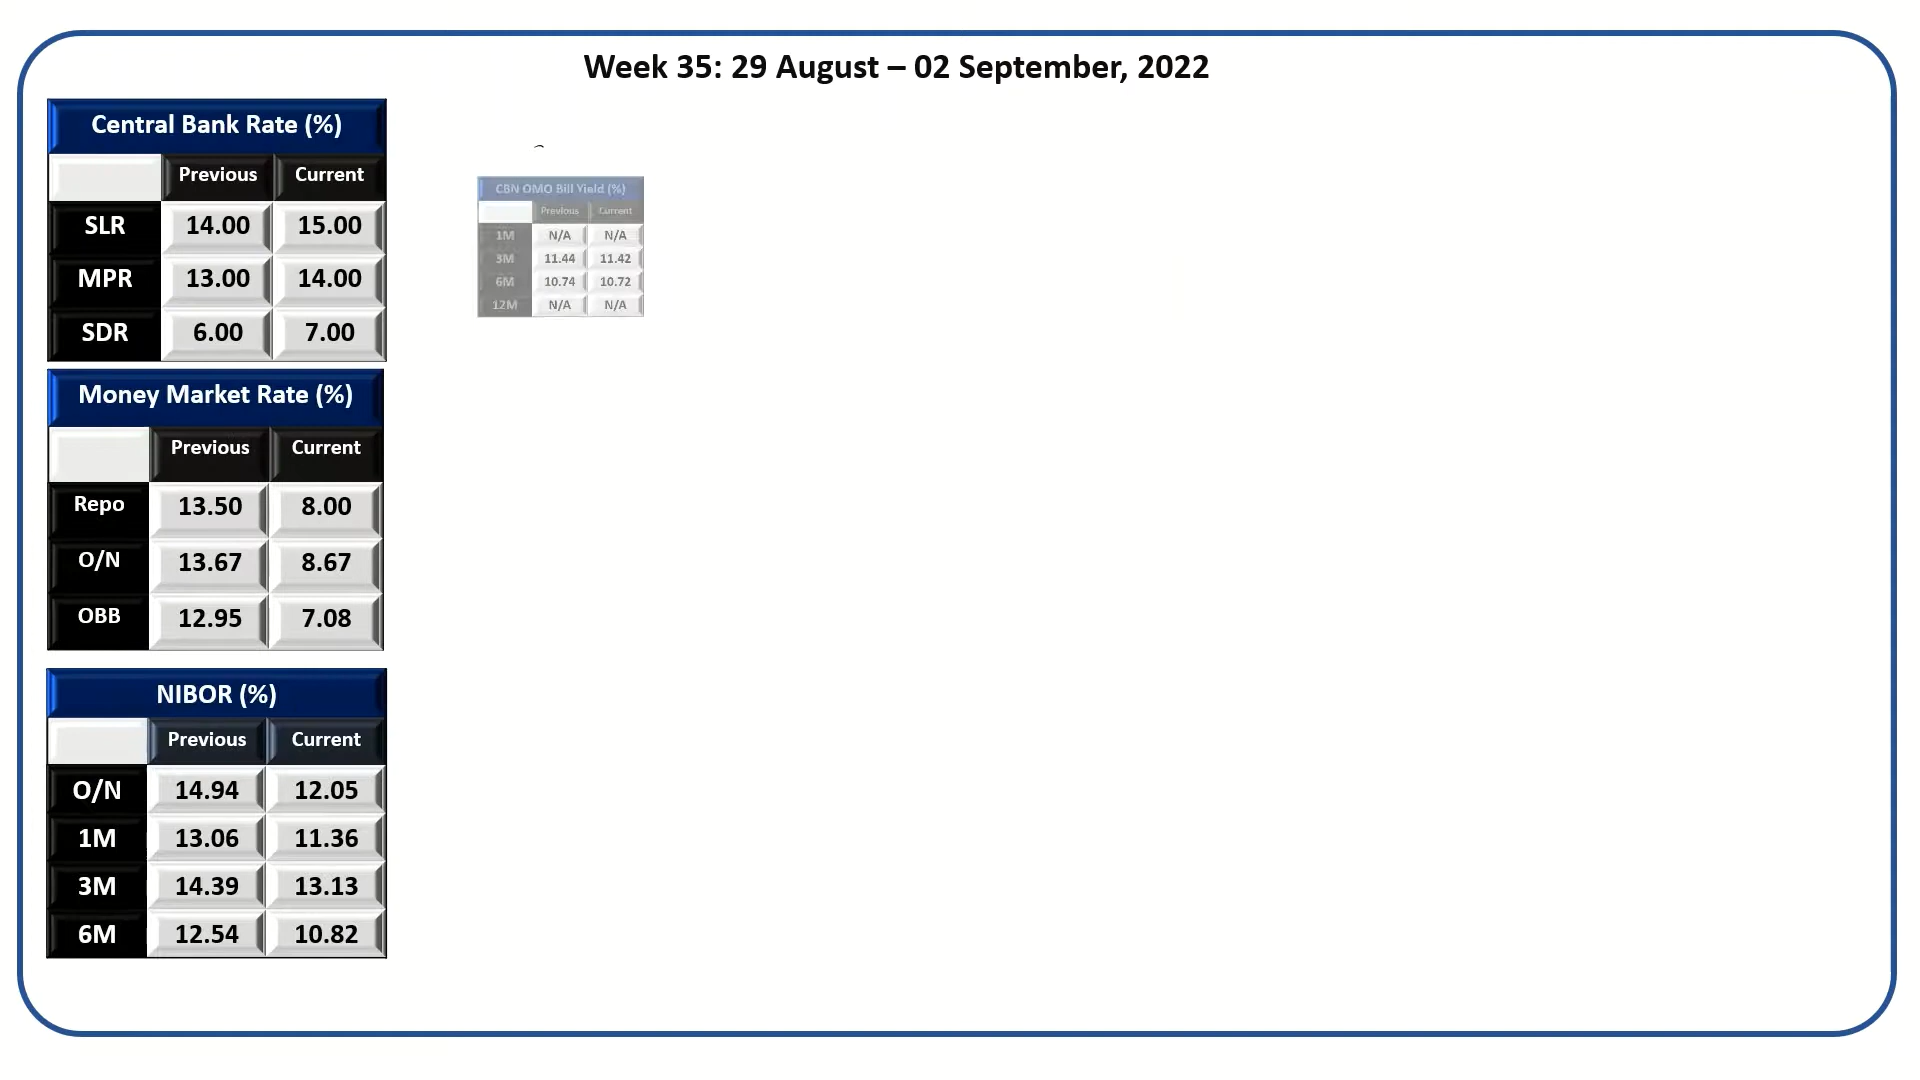 Week 35: 29 August – 02 September, 2022
Central Bank Rate (%)
Previous Current
SLR 14.00 15.00
MPR 13.00 14.00
SDR 6.00 7.00
Money Market Rate (%)
Previous Current
Repo 13.50 8.00
O/N 13.67 8.67
OBB 12.95 7.08
NIBOR (%)
Previous Current
O/N 14.94 12.05
1M 13.06 11.36
3M 14.39 13.13
6M 12.54 10.82
CBN OMO Bill Yield (%)
Previous Current
1M N/A N/A
3M 11.44 11.42
6M 10.74 10.72
12M N/A N/A